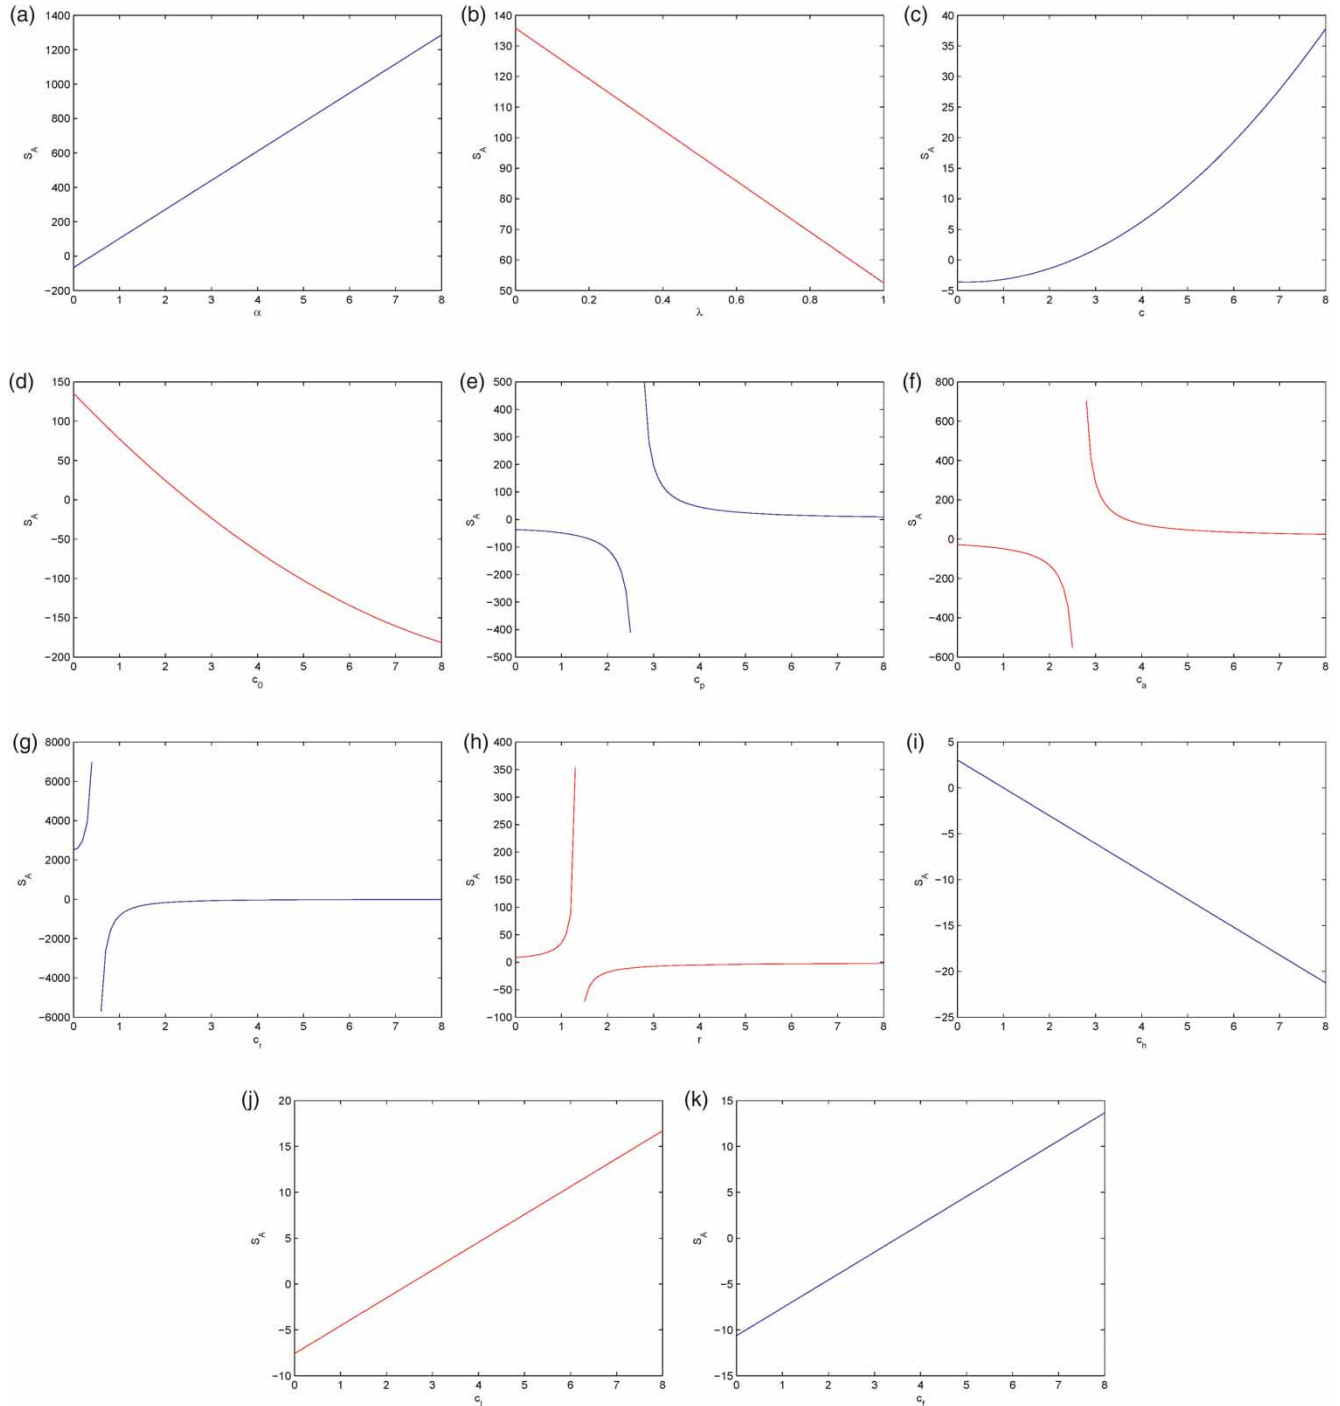 (a)
1400
1200
1000
800
600
400
200
0
−200
S_A
0 1 2 3 4 5 6 7 8
α
(b)
140
130
120
110
100
90
80
70
60
50
S_A
0 0.2 0.4 0.6 0.8 1
λ
(c)
40
35
30
25
20
15
10
5
0
−5
S_A
0 1 2 3 4 5 6 7 8
c
(d)
150
100
50
0
−50
−100
−150
−200
S_A
0 1 2 3 4 5 6 7 8
c_0
(e)
500
400
300
200
100
0
−100
−200
−300
−400
−500
S_A
0 1 2 3 4 5 6 7 8
c_p
(f)
800
600
400
200
0
−200
−400
−600
S_A
0 1 2 3 4 5 6 7 8
c_a
(g)
8000
6000
4000
2000
0
−2000
−4000
−6000
S_A
0 1 2 3 4 5 6 7 8
c_r
(h)
400
350
300
250
200
150
100
50
0
−50
−100
S_A
0 1 2 3 4 5 6 7 8
r
(i)
5
0
−5
−10
−15
−20
−25
S_A
0 1 2 3 4 5 6 7 8
c_h
(j)
20
15
10
5
0
−5
−10
S_A
0 1 2 3 4 5 6 7 8
c_i
(k)
15
10
5
0
−5
−10
−15
S_A
0 1 2 3 4 5 6 7 8
c_f